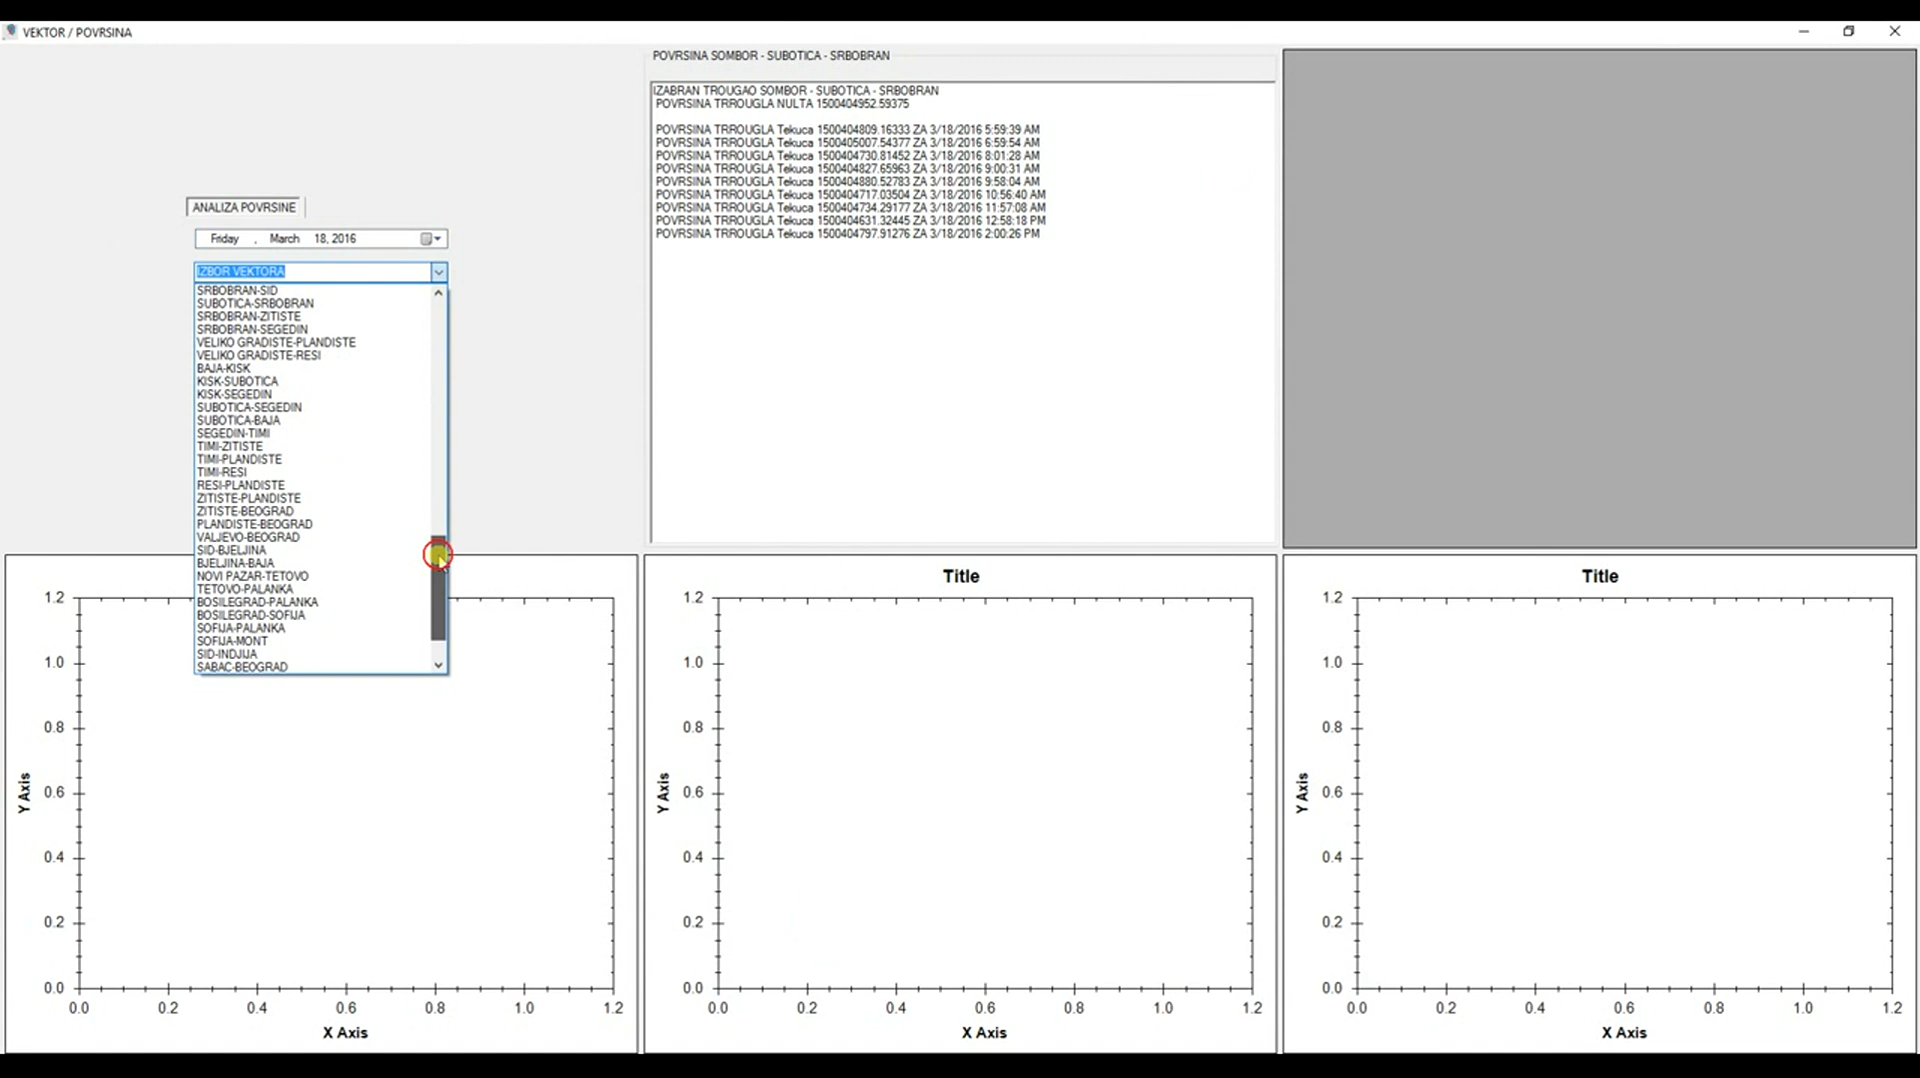 VEKTOR / POVRSINA
ANALIZA POVRSINE
Friday , March 18, 2016
IZBOR VEKTORA
SRBOBRAN-SID
SUBOTICA-SRBOBRAN
SRBOBRAN-ZITISTE
SRBOBRAN-SEGEDIN
VELIKO GRADISTE-PLANDISTE
VELIKO GRADISTE-RESI
BAJA-KISK
KISK-SUBOTICA
KISK-SEGEDIN
SUBOTICA-SEGEDIN
SUBOTICA-BAJA
SEGEDIN-TIMI
TIMI-ZITISTE
TIMI-PLANDISTE
TIMI-RESI
RESI-PLANDISTE
ZITISTE-PLANDISTE
ZITISTE-BEOGRAD
PLANDISTE-BEOGRAD
VALJEVO-BEOGRAD
SID-BJELJINA
BJELJINA-BAJA
NOVI PAZAR-TETOVO
TETOVO-PALANKA
BOSILEGRAD-PALANKA
BOSILEGRAD-SOFIJA
SOFIJA-PALANKA
SOFIJA-MONT
SID-INDJIJA
SABAC-BEOGRAD
POVRSINA SOMBOR - SUBOTICA - SRBOBRAN
IZABRAN TROUGAO SOMBOR - SUBOTICA - SRBOBRAN
POVRSINA TRROUGLA NULTA 1500404952.59375
POVRSINA TRROUGLA Tekuca 1500404809.16333 ZA 3/18/2016 5:59:39 AM
POVRSINA TRROUGLA Tekuca 1500405007.54377 ZA 3/18/2016 6:59:54 AM
POVRSINA TRROUGLA Tekuca 1500404730.81452 ZA 3/18/2016 8:01:28 AM
POVRSINA TRROUGLA Tekuca 1500404827.65963 ZA 3/18/2016 9:00:31 AM
POVRSINA TRROUGLA Tekuca 1500404880.52783 ZA 3/18/2016 9:58:04 AM
POVRSINA TRROUGLA Tekuca 1500404717.03504 ZA 3/18/2016 10:56:40 AM
POVRSINA TRROUGLA Tekuca 1500404734.29177 ZA 3/18/2016 11:57:08 AM
POVRSINA TRROUGLA Tekuca 1500404631.32445 ZA 3/18/2016 12:58:18 PM
POVRSINA TRROUGLA Tekuca 1500404797.91276 ZA 3/18/2016 2:00:26 PM
1.2
1.0
0.8
0.6
0.4
0.2
0.0
Y Axis
0.0 0.2 0.4 0.6 0.8 1.0 1.2
X Axis
Title
1.2
1.0
0.8
0.6
0.4
0.2
0.0
Y Axis
0.0 0.2 0.4 0.6 0.8 1.0 1.2
X Axis
Title
1.2
1.0
0.8
0.6
0.4
0.2
0.0
Y Axis
0.0 0.2 0.4 0.6 0.8 1.0 1.2
X Axis